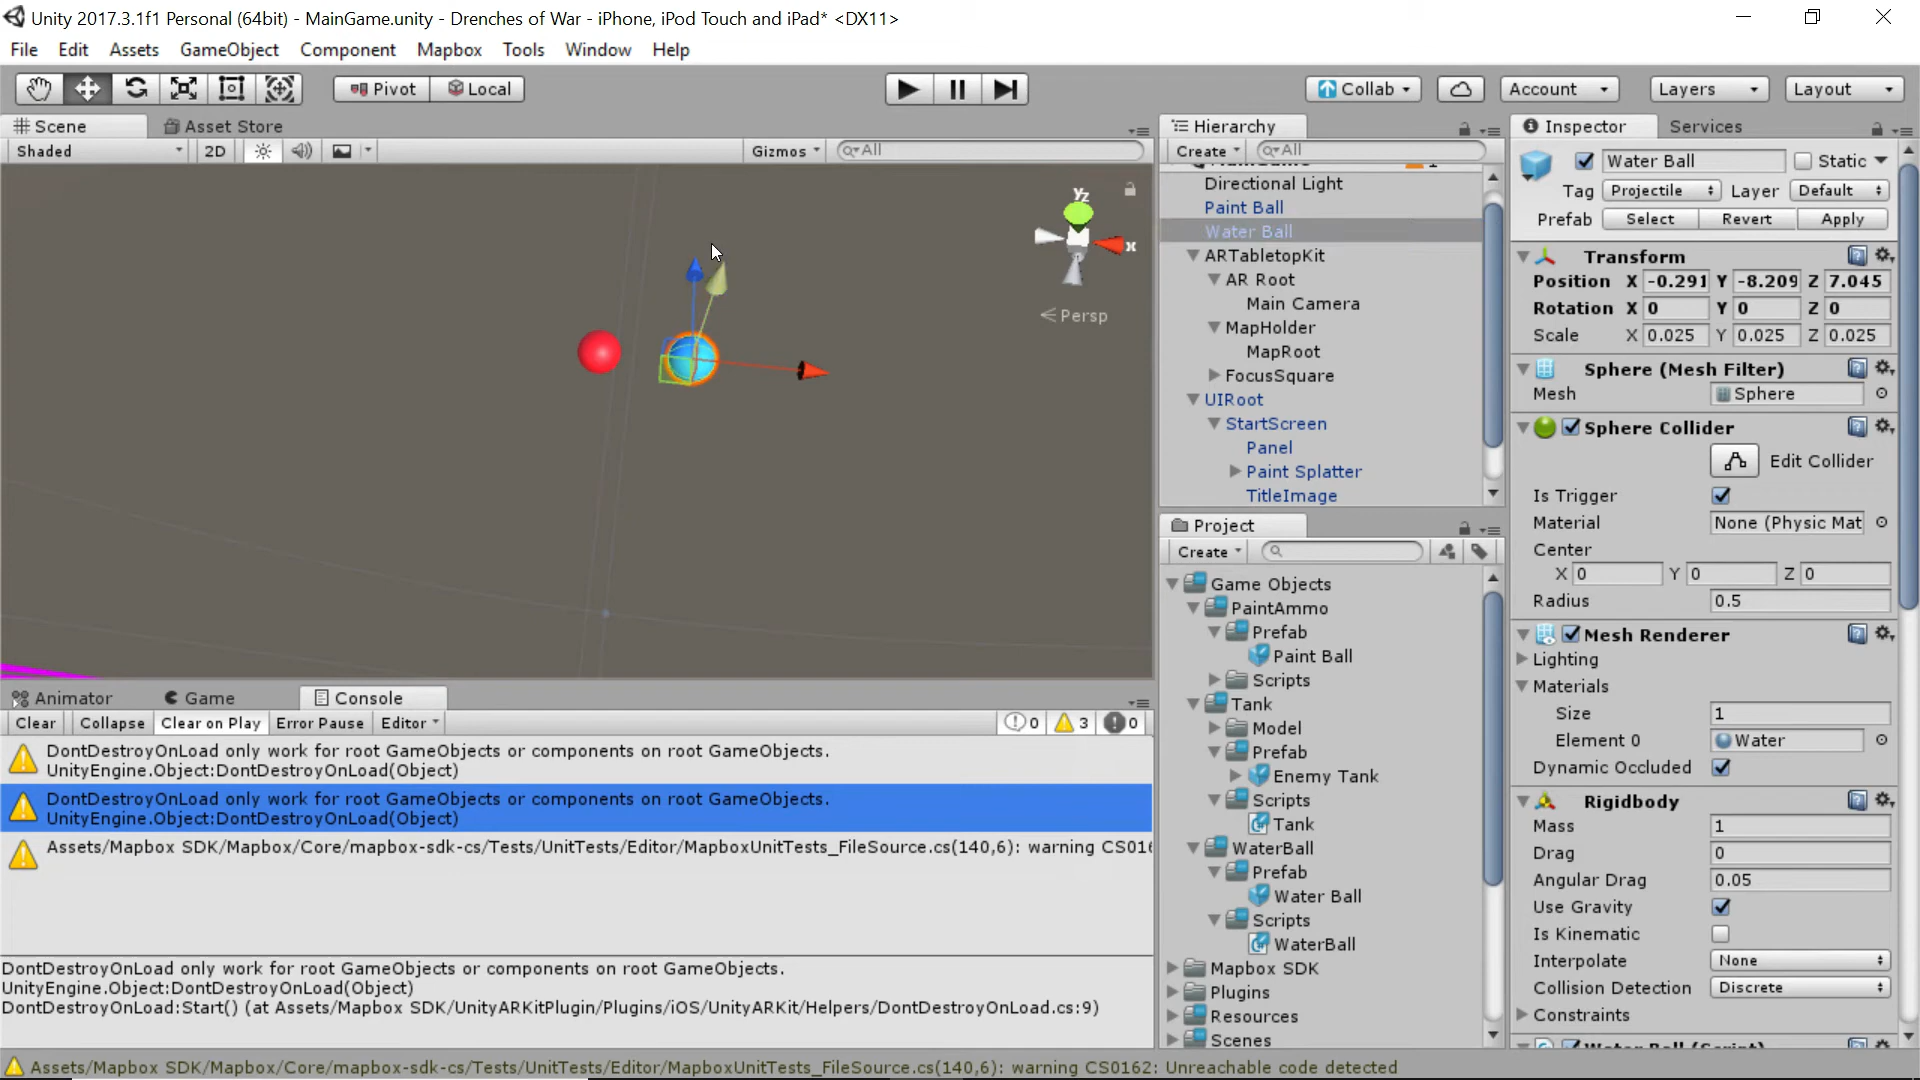 Unity 2017.3.1f1 Personal (64bit) - MainGame.unity - Drenches of War - iPhone, iPod Touch and iPad* <DX11>
File Edit Assets GameObject Component Mapbox Tools Window Help
Pivot Local Collab Account Layers Layout
Scene Asset Store
Shaded 2D Gizmos All
y z
x
Persp
Hierarchy
Create All
Directional Light
Paint Ball
Water Ball
ARTabletopKit
AR Root
Main Camera
MapHolder
MapRoot
FocusSquare
UIRoot
StartScreen
Panel
Paint Splatter
TitleImage
Project
Create
Game Objects
PaintAmmo
Prefab
Paint Ball
Scripts
Tank
Model
Prefab
Enemy Tank
Scripts
Tank
WaterBall
Prefab
Water Ball
Scripts
WaterBall
Mapbox SDK
Plugins
Resources
Scenes
Inspector Services
Water Ball Static
Tag Projectile Layer Default
Prefab Select Revert Apply
Transform
Position X -0.291 Y -8.209 Z 7.045
Rotation X 0 Y 0 Z 0
Scale X 0.025 Y 0.025 Z 0.025
Sphere (Mesh Filter)
Mesh Sphere
Sphere Collider
Edit Collider
Is Trigger
Material None (Physic Mat
Center
X 0 Y 0 Z 0
Radius 0.5
Mesh Renderer
Lighting
Materials
Size 1
Element 0 Water
Dynamic Occluded
Rigidbody
Mass 1
Drag 0
Angular Drag 0.05
Use Gravity
Is Kinematic
Interpolate None
Collision Detection Discrete
Constraints
Water Ball (Script)
Animator Game Console
Clear Collapse Clear on Play Error Pause Editor 0 3 0
DontDestroyOnLoad only work for root GameObjects or components on root GameObjects.
UnityEngine.Object:DontDestroyOnLoad(Object)
DontDestroyOnLoad only work for root GameObjects or components on root GameObjects.
UnityEngine.Object:DontDestroyOnLoad(Object)
Assets/Mapbox SDK/Mapbox/Core/mapbox-sdk-cs/Tests/UnitTests/Editor/MapboxUnitTests_FileSource.cs(140,6): warning CS016
DontDestroyOnLoad only work for root GameObjects or components on root GameObjects.
UnityEngine.Object:DontDestroyOnLoad(Object)
DontDestroyOnLoad:Start() (at Assets/Mapbox SDK/UnityARKitPlugin/Plugins/iOS/UnityARKit/Helpers/DontDestroyOnLoad.cs:9)
Assets/Mapbox SDK/Mapbox/Core/mapbox-sdk-cs/Tests/UnitTests/Editor/MapboxUnitTests_FileSource.cs(140,6): warning CS0162: Unreachable code detected